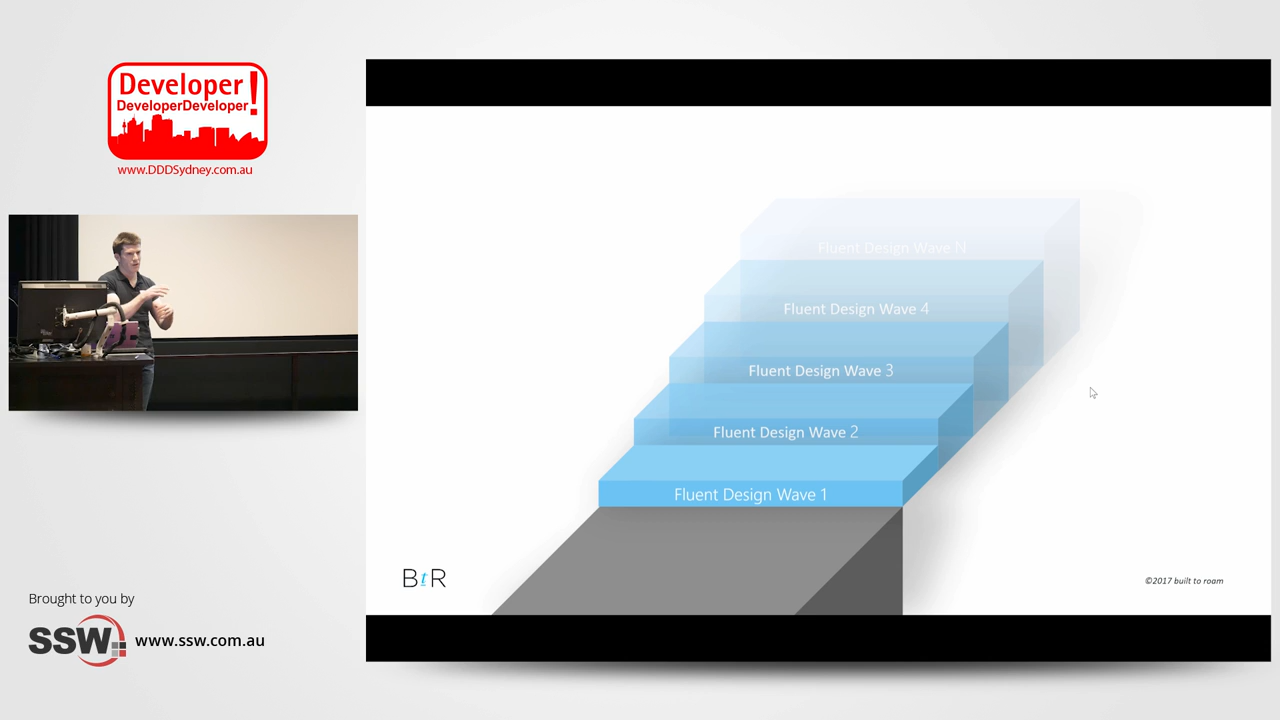 Developer!
DeveloperDeveloper
www.DDDSydney.com.au
Fluent Design Wave N
Fluent Design Wave 4
Fluent Design Wave 3
Fluent Design Wave 2
Fluent Design Wave 1
BtR
©2017 built to roam
Brought to you by
SSW
www.ssw.com.au